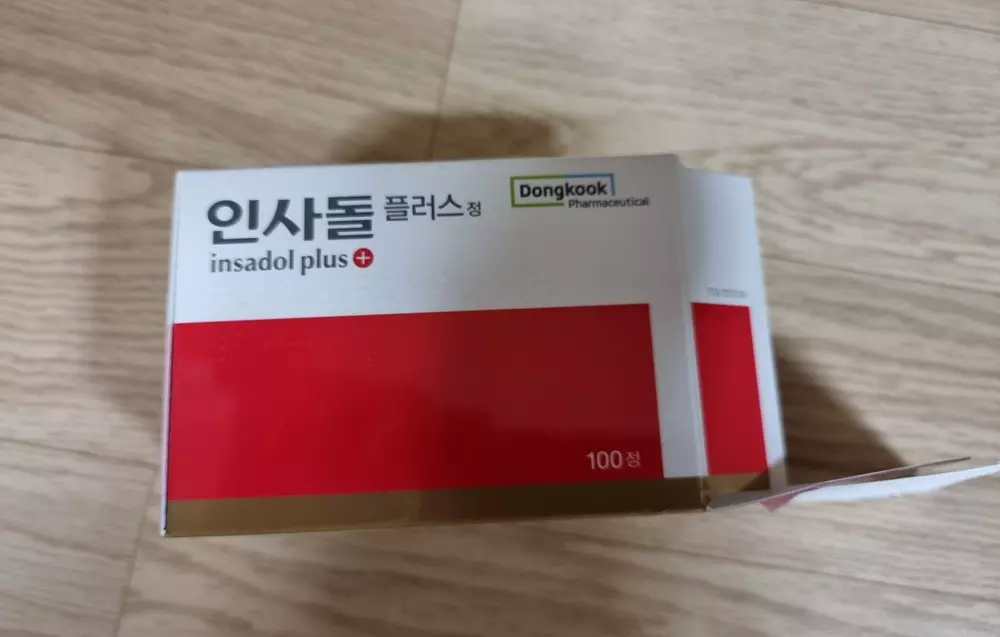 인사돌 플러스 정
insadol plus +
Dongkook
Pharmaceutical
100정